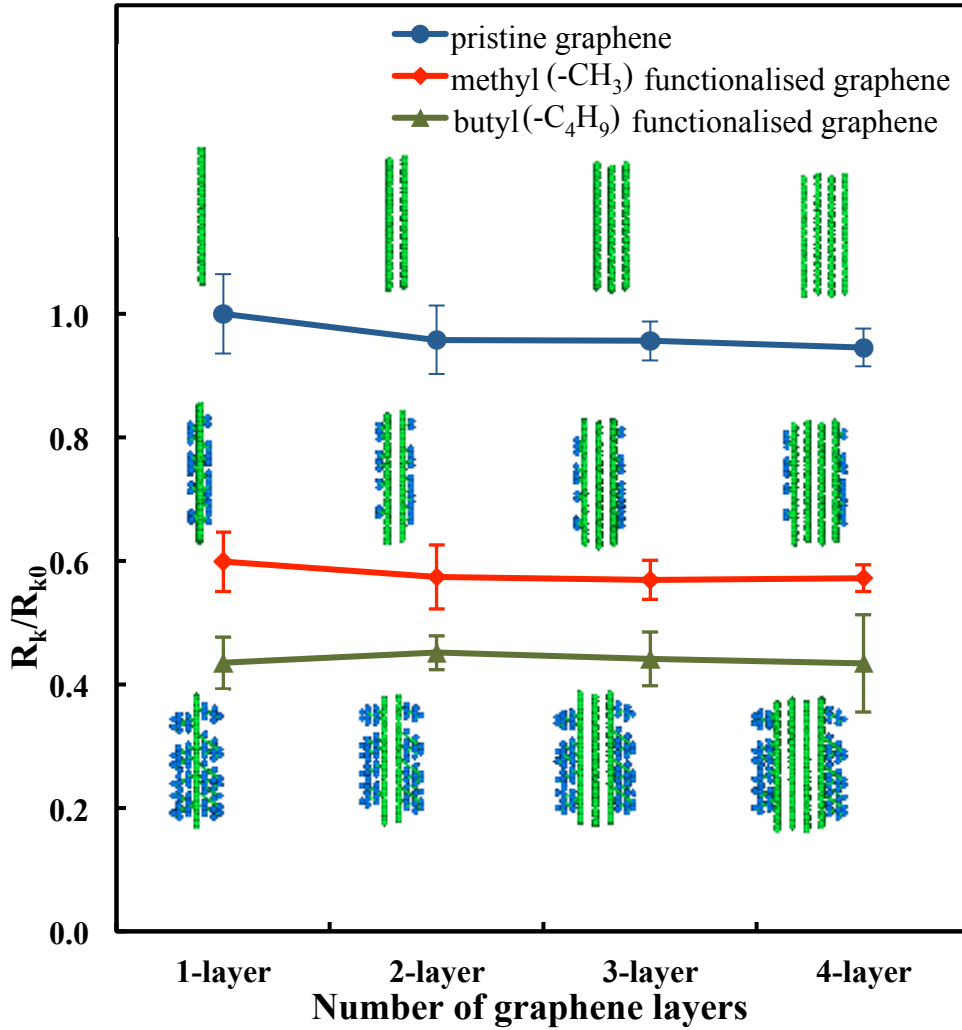 pristine graphene
methyl (-CH₃) functionalised graphene
butyl (-C₄H₉) functionalised graphene
1.0
0.8
0.6
0.4
0.2
0.0
Rₖ/Rₖ₀
1-layer 2-layer 3-layer 4-layer
Number of graphene layers